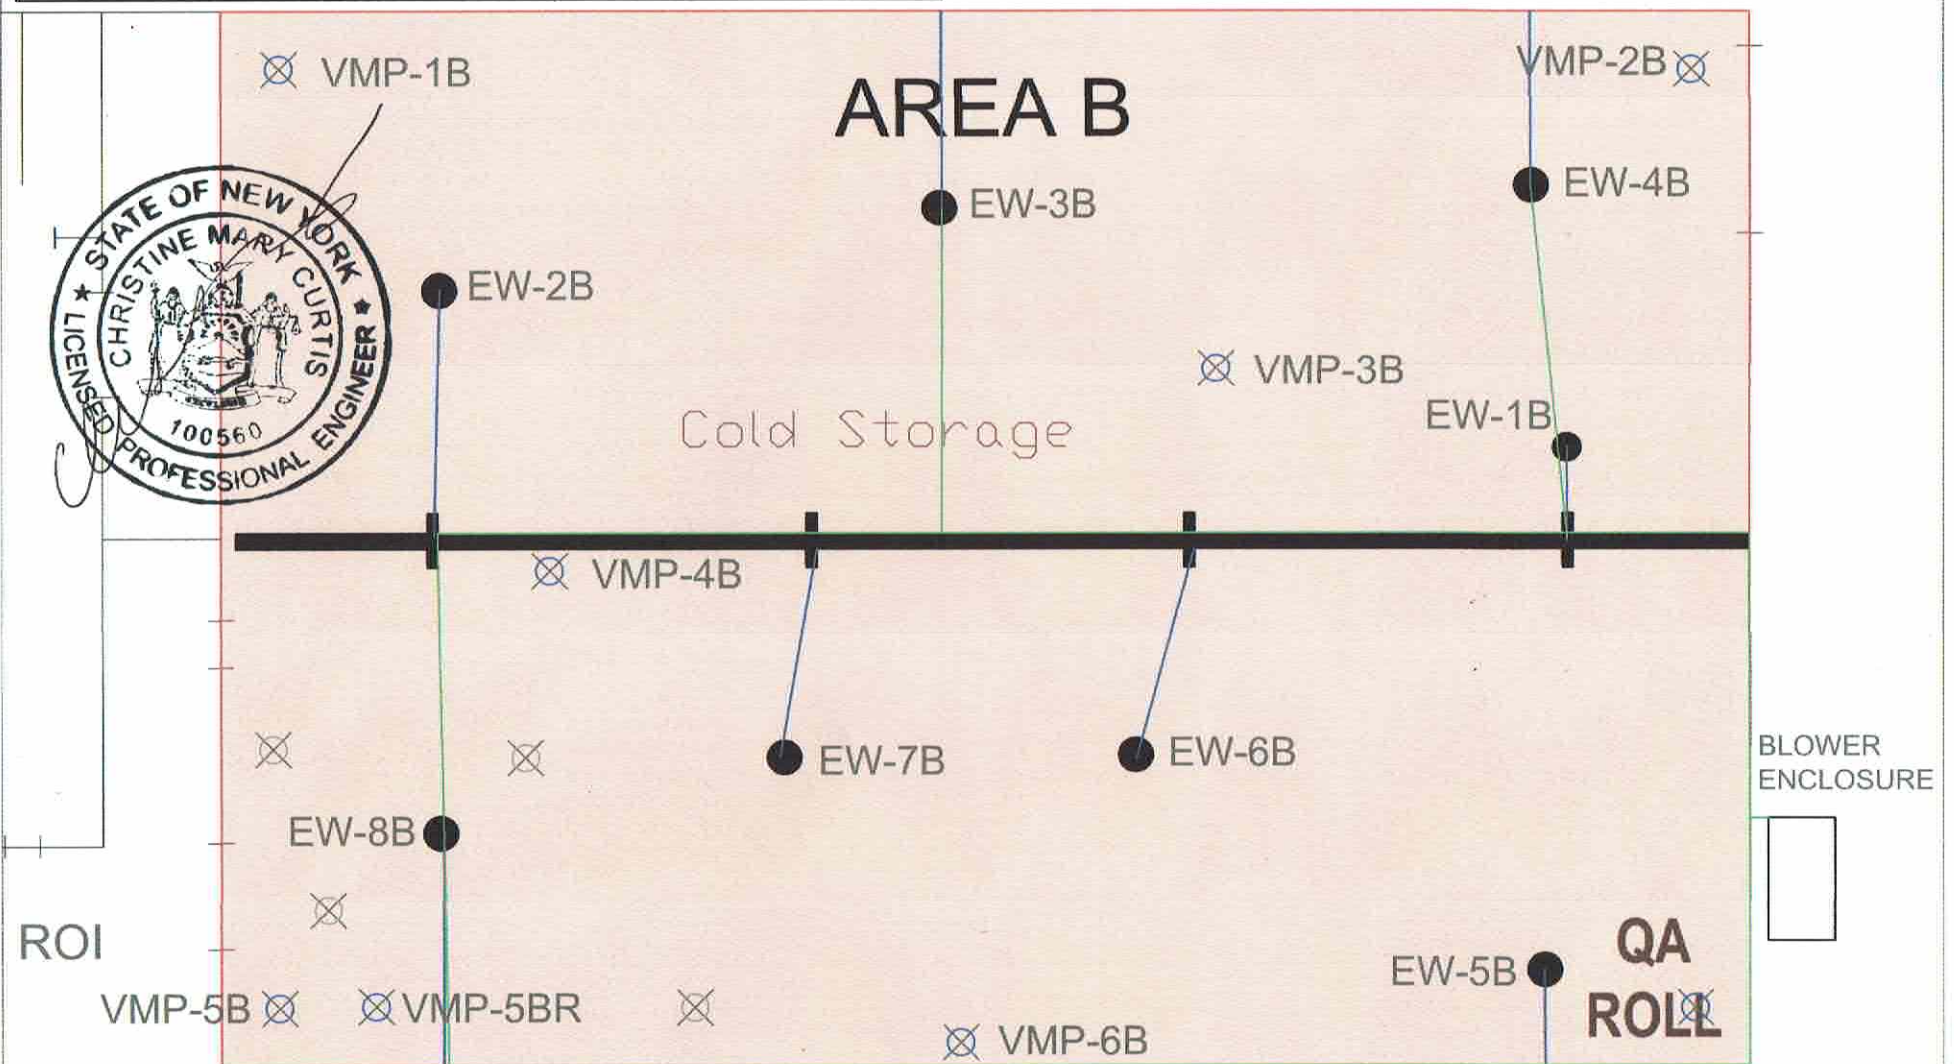 VMP-1B
AREA B
VMP-2B
STATE OF NEW YORK
CHRISTINE MARY CURTIS
100560
LICENSED PROFESSIONAL ENGINEER
EW-3B
EW-4B
EW-2B
VMP-3B
EW-1B
Cold Storage
VMP-4B
EW-7B
EW-6B
BLOWER
ENCLOSURE
EW-8B
ROI
EW-5B
QA
ROLL
VMP-5B
VMP-5BR
VMP-6B